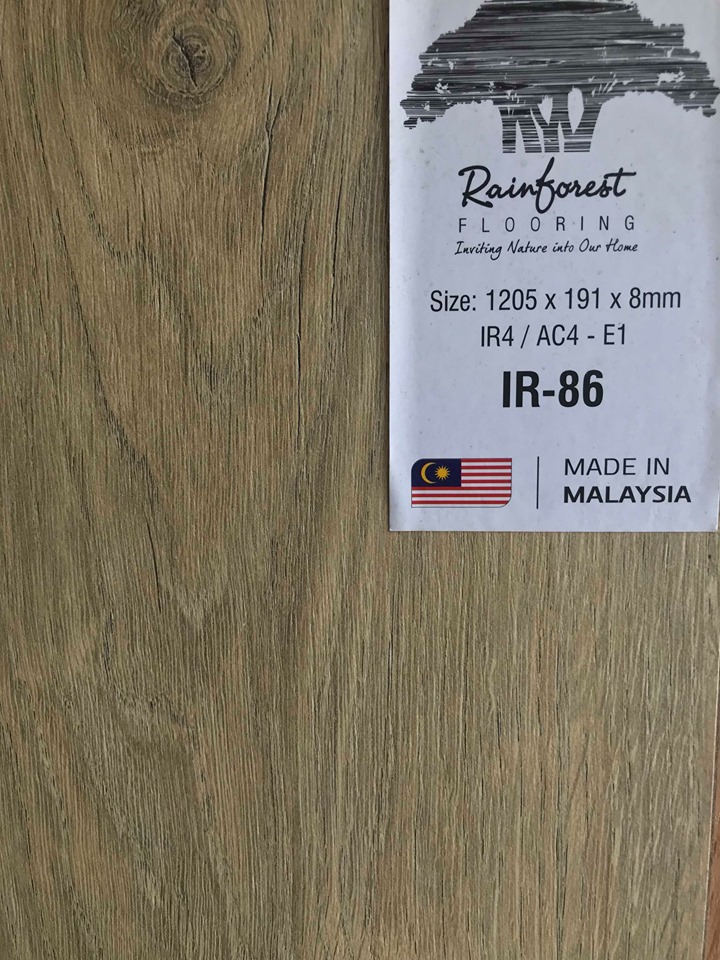 Rainforest
FLOORING
Inviting Nature into Our Home
Size: 1205 x 191 x 8mm
IR4 / AC4 - E1
IR-86
MADE IN
MALAYSIA